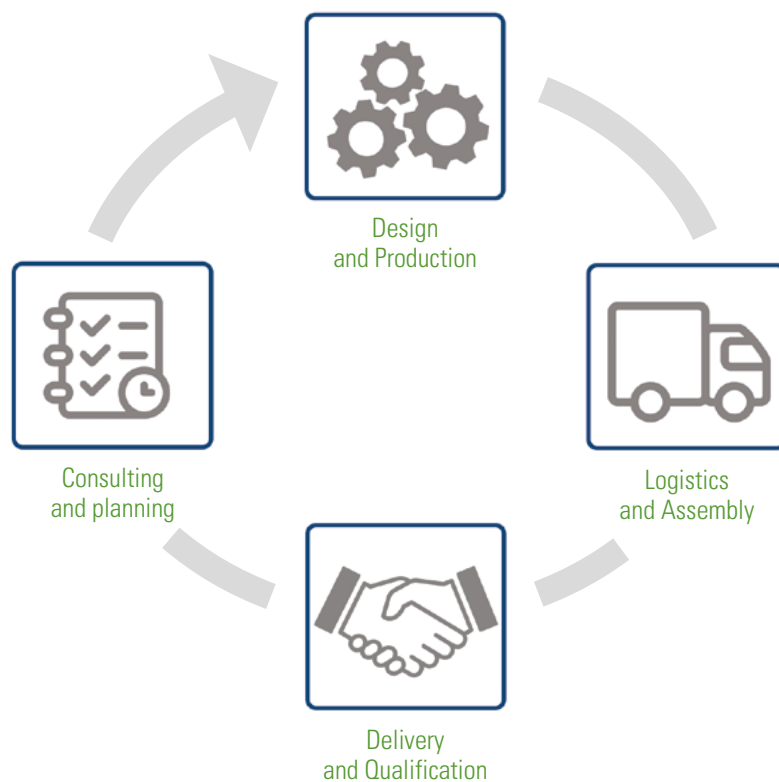 Design
and Production
Consulting
and planning
Logistics
and Assembly
Delivery
and Qualification